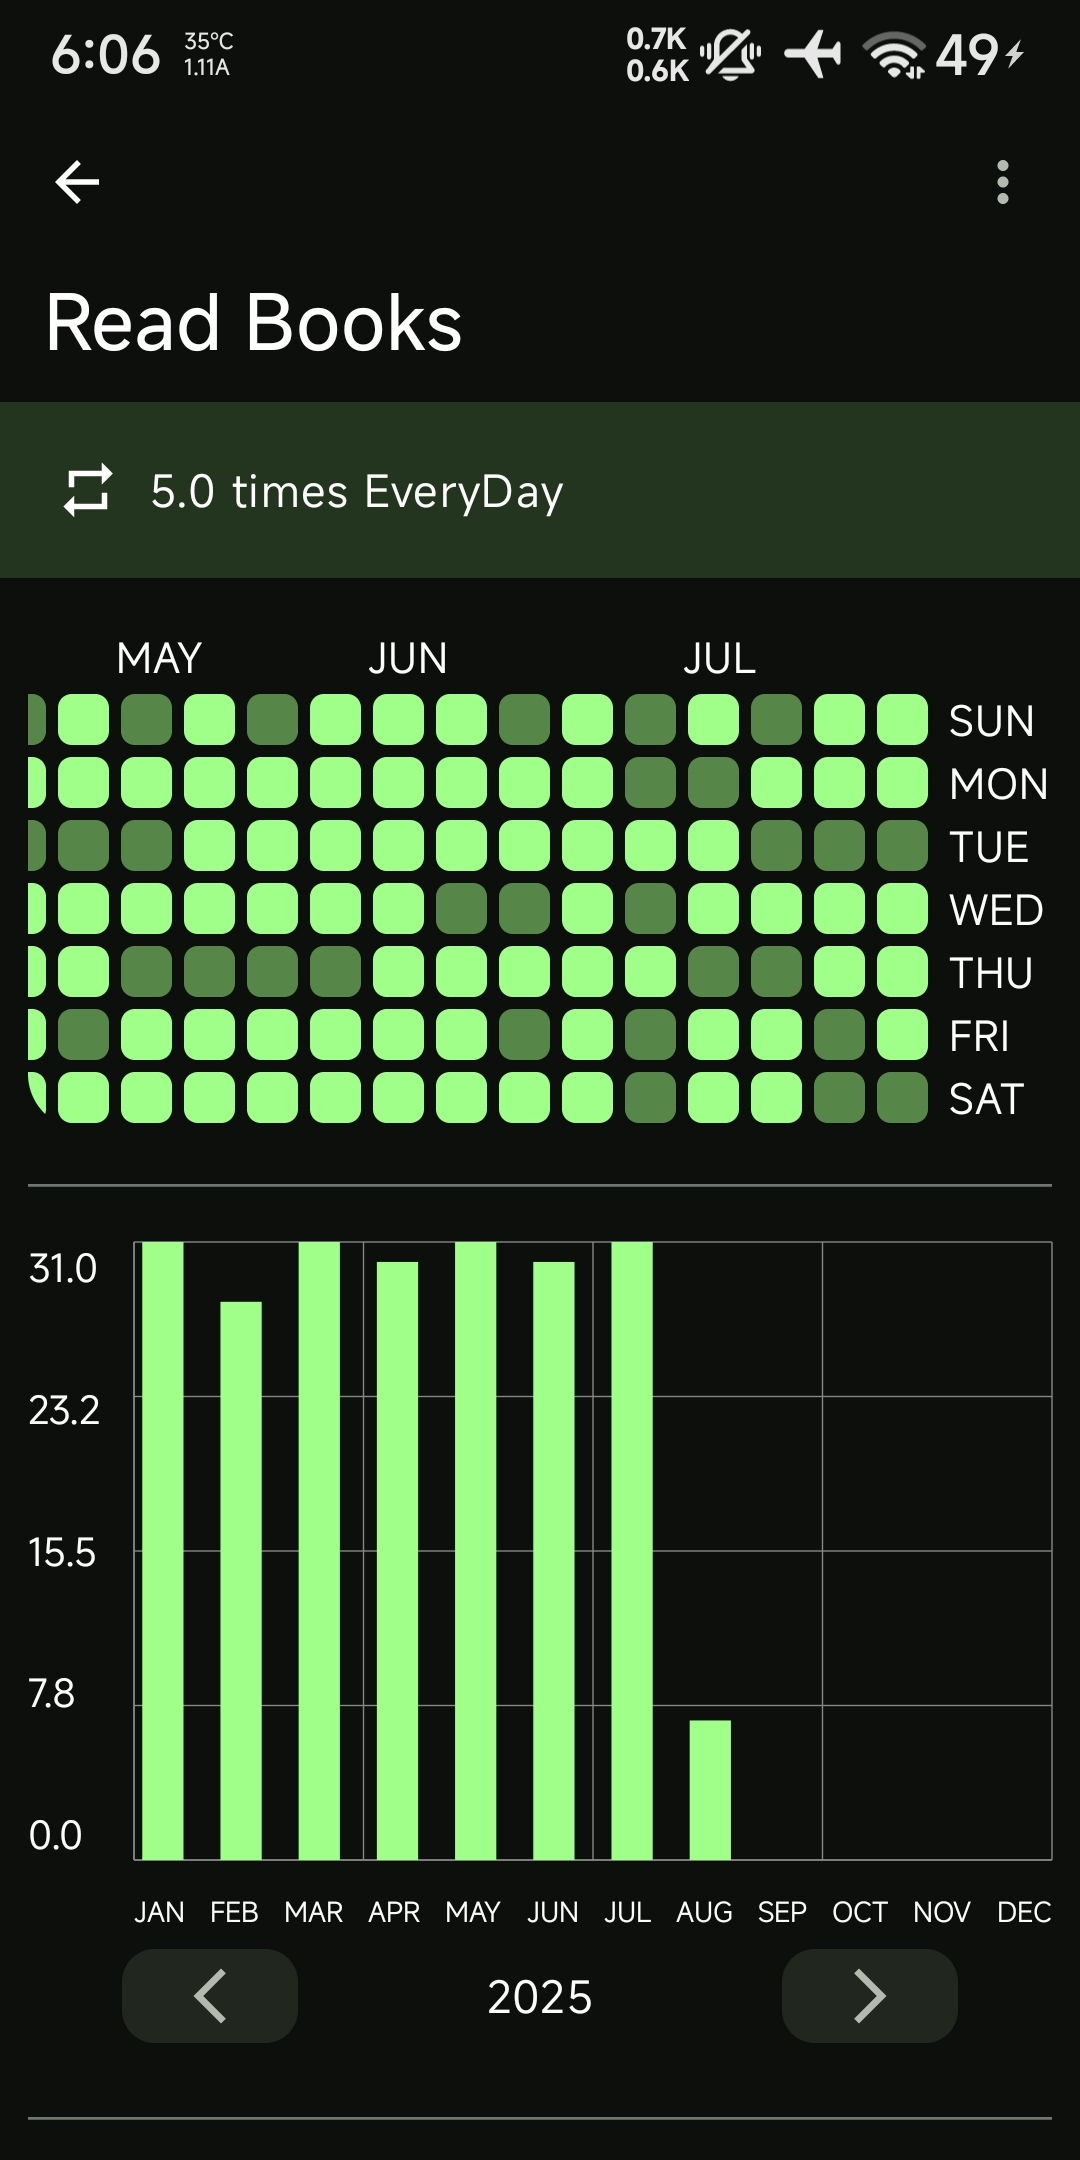 6:06 35°C 0.7K 49
1.11A 0.6K
Read Books
5.0 times EveryDay
MAY JUN JUL
SUN
MON
TUE
WED
THU
FRI
SAT
31.0
23.2
15.5
7.8
0.0
JAN FEB MAR APR MAY JUN JUL AUG SEP OCT NOV DEC
2025